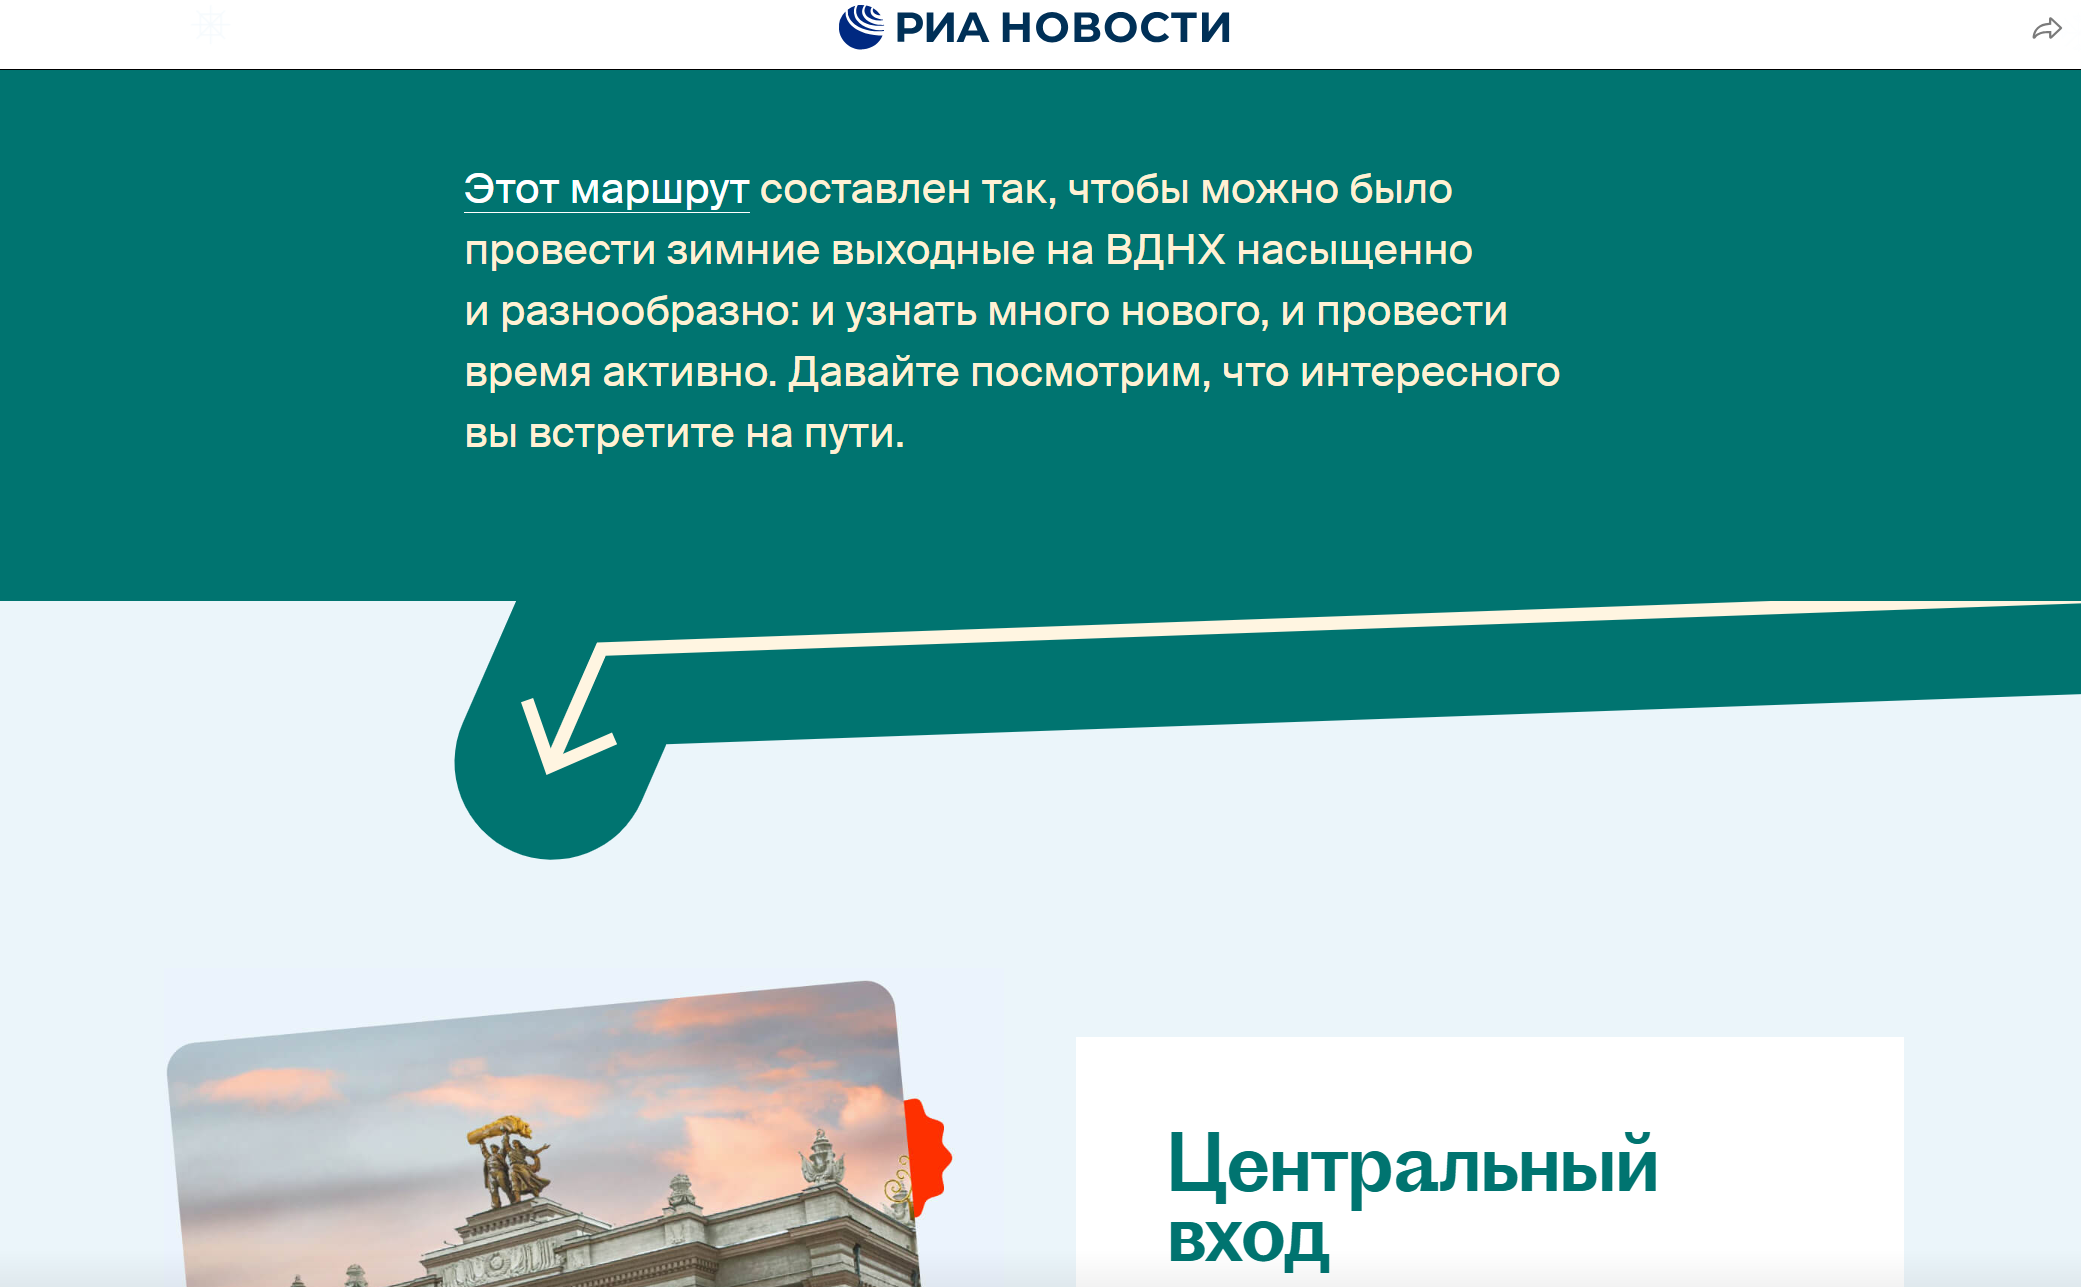 РИА НОВОСТИ
Этот маршрут составлен так, чтобы можно было
провести зимние выходные на ВДНХ насыщенно
и разнообразно: и узнать много нового, и провести
время активно. Давайте посмотрим, что интересного
вы встретите на пути.
Центральный
вход